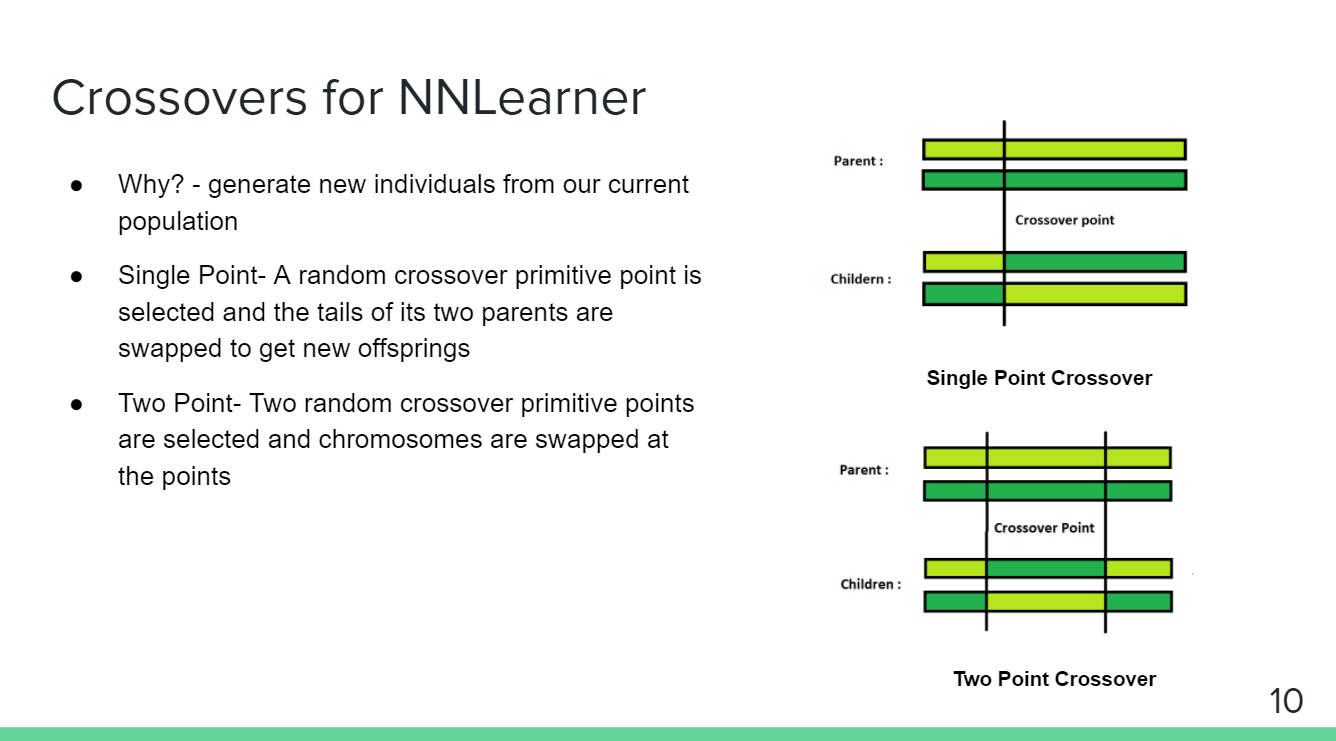 Crossovers for NNLearner
● Why? - generate new individuals from our current
population
● Single Point- A random crossover primitive point is
selected and the tails of its two parents are
swapped to get new offsprings
● Two Point- Two random crossover primitive points
are selected and chromosomes are swapped at
the points
Parent :
Crossover point
Childern :
Single Point Crossover
Parent :
Crossover Point
Children :
Two Point Crossover
10